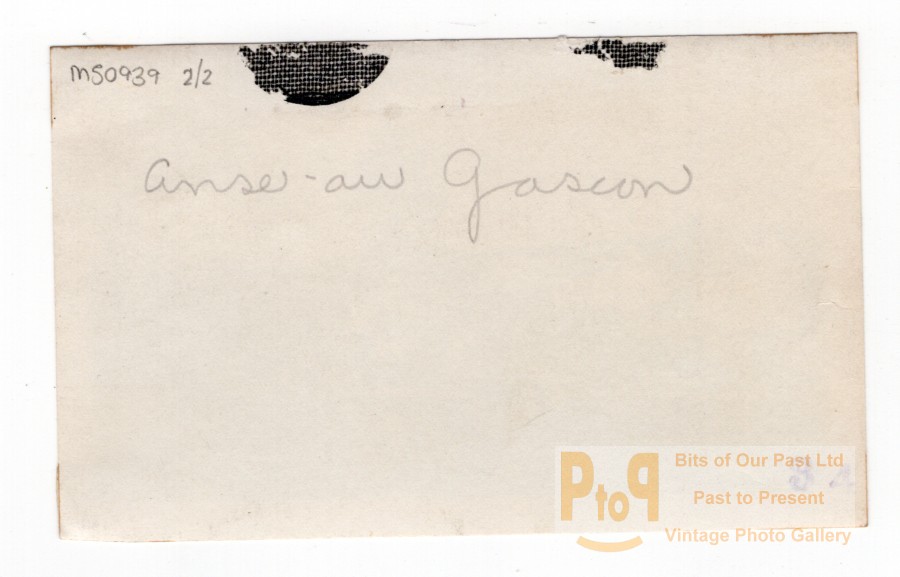 MS0939 2/2
Anse-au Gascon
PtoP
Bits of Our Past Ltd
Past to Present
Vintage Photo Gallery